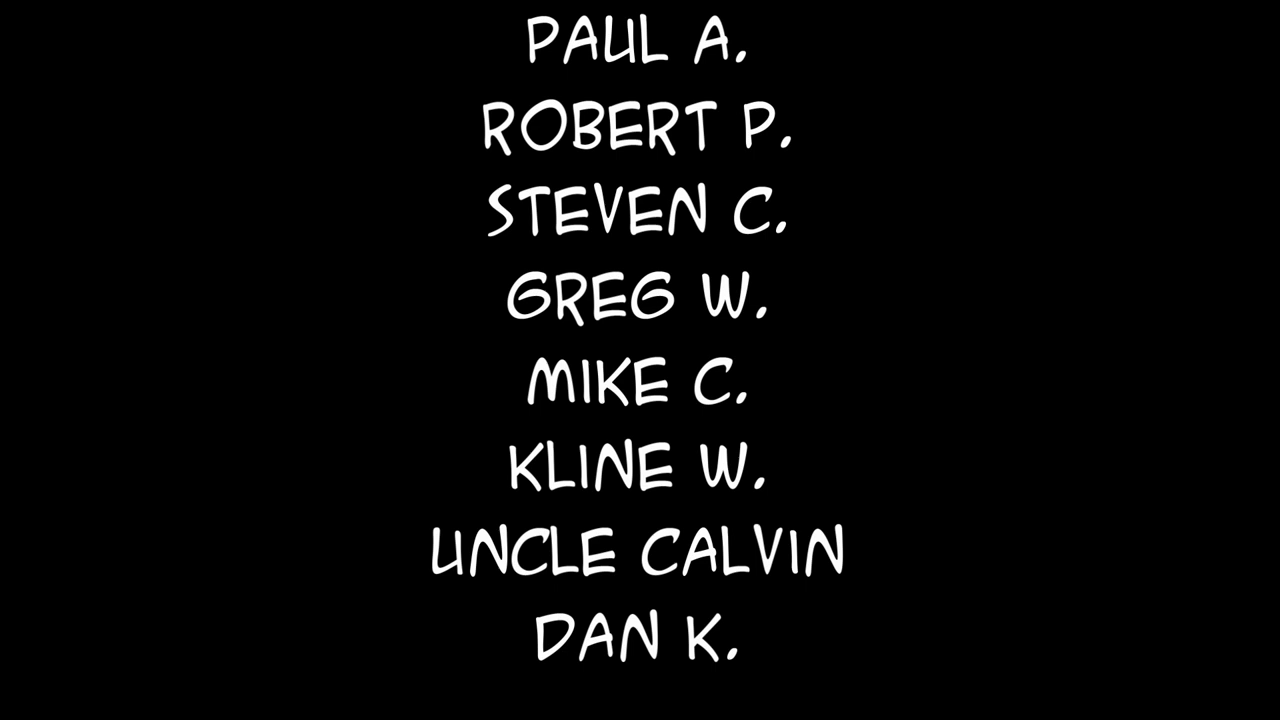 PAUL A.
ROBERT P.
STEVEN C.
GREG W.
MIKE C.
KLINE W.
UNCLE CALVIN
DAN K.